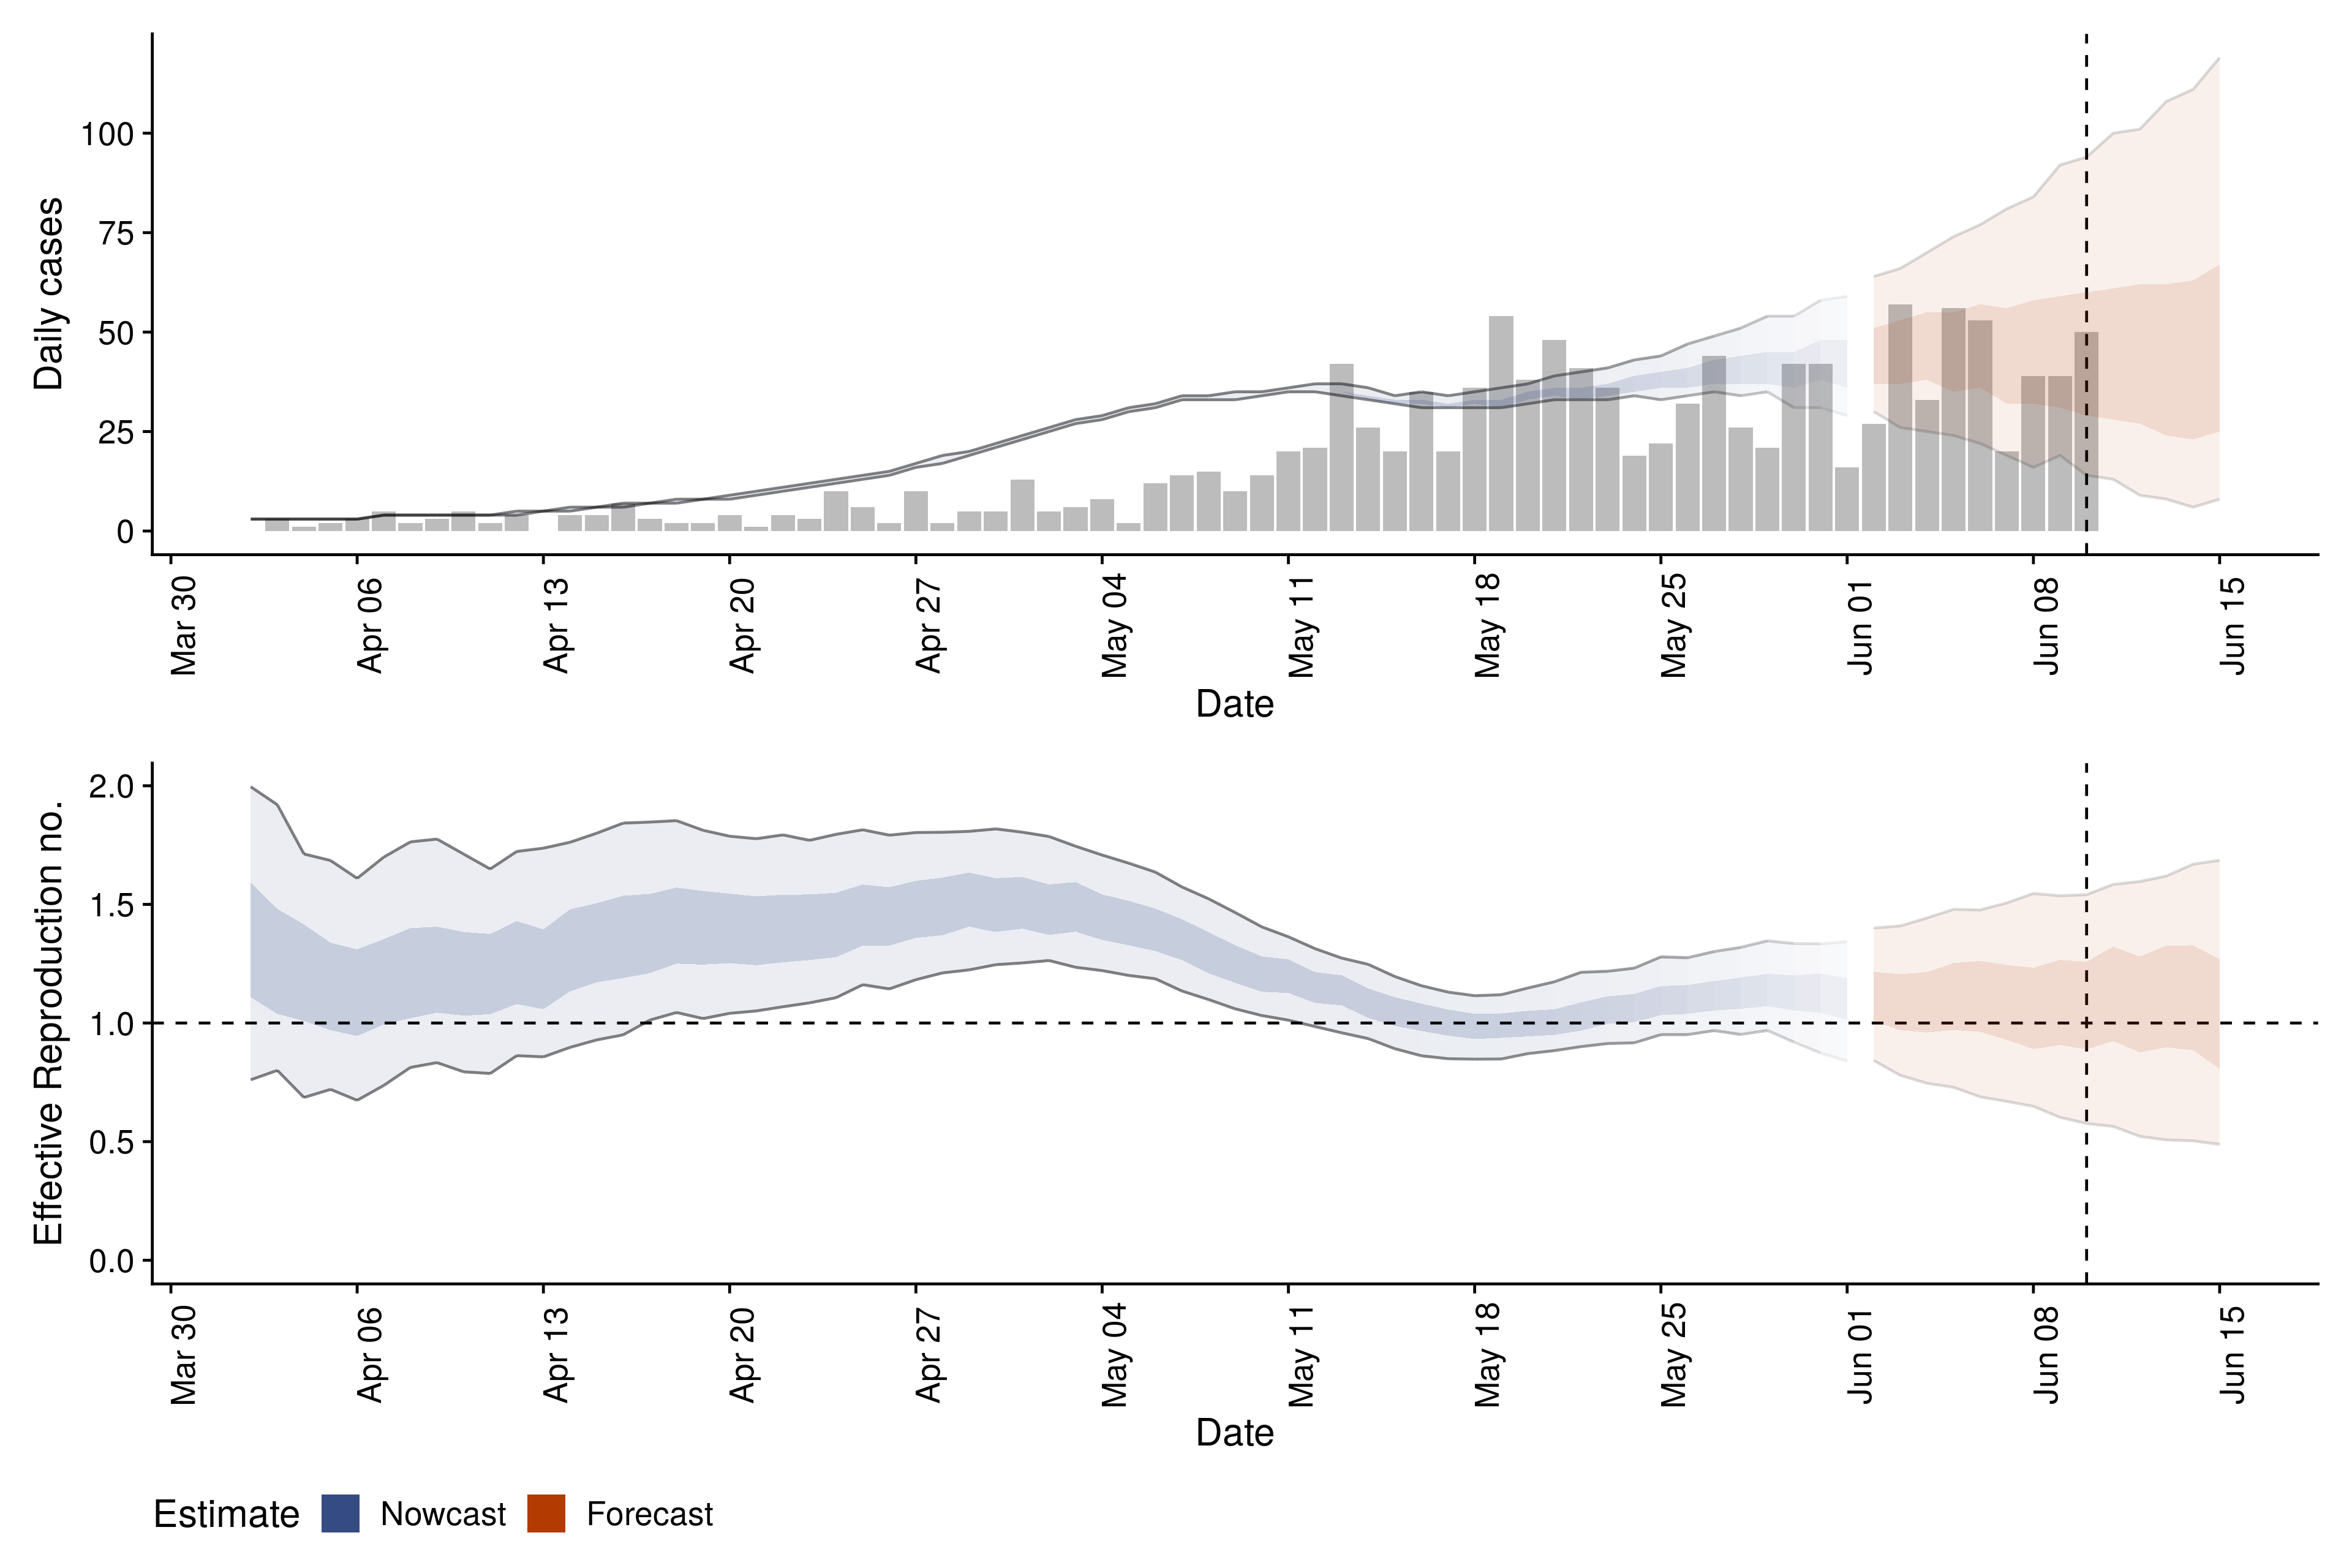 Daily cases
100
75
50
25
0
Mar 30
Apr 06
Apr 13
Apr 20
Apr 27
May 04
May 11
May 18
May 25
Jun 01
Jun 08
Jun 15
Date
Effective Reproduction no.
2.0
1.5
1.0
0.5
0.0
Mar 30
Apr 06
Apr 13
Apr 20
Apr 27
May 04
May 11
May 18
May 25
Jun 01
Jun 08
Jun 15
Date
Estimate Nowcast Forecast